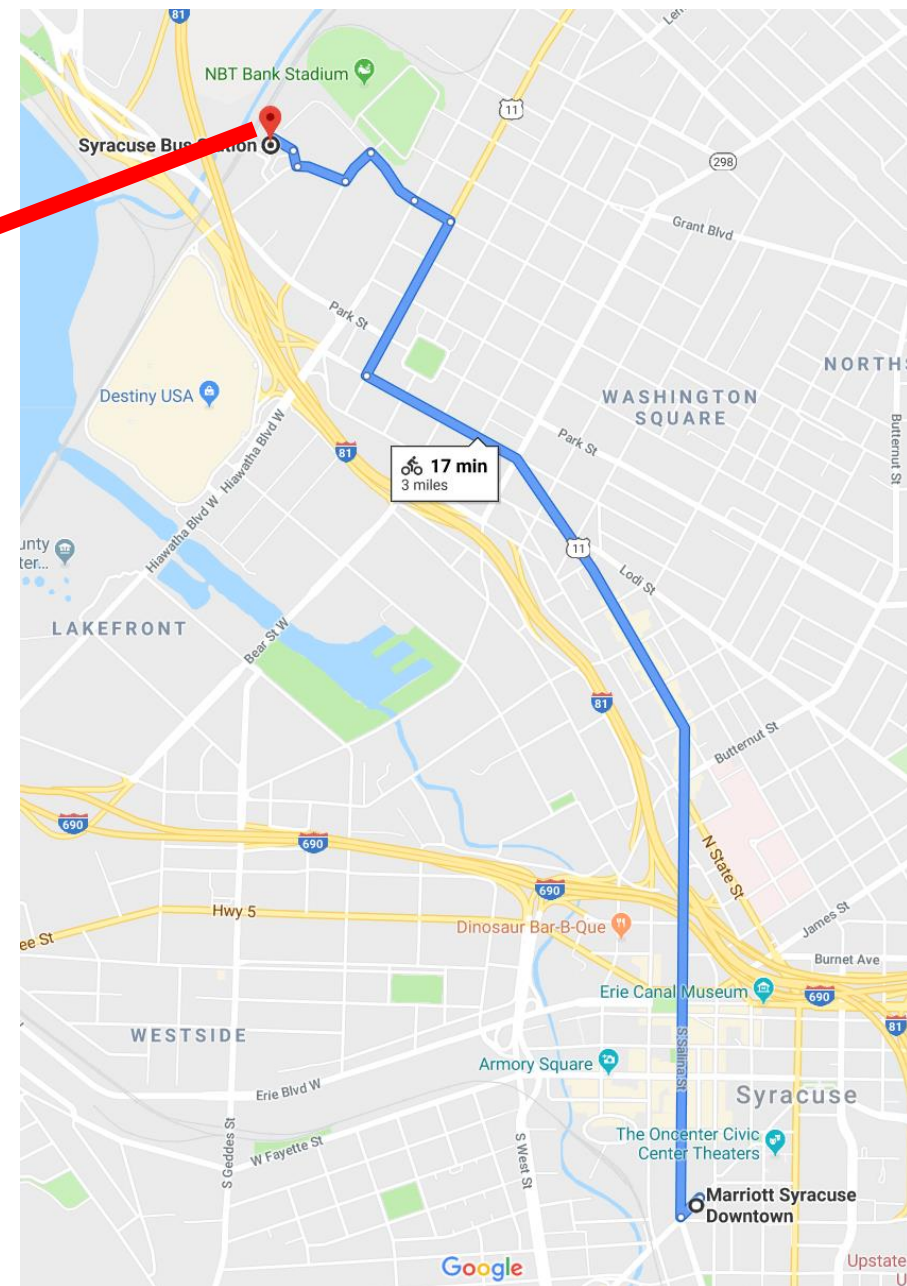 81
Len
NBT Bank Stadium
11
Syracuse Bus
298
Grant Blvd
Park St
Destiny USA
NORTHS
WASHINGTON
SQUARE
Hiawatha Blvd W
Hiawatha Blvd W
81
Park St
Butternut St
17 min
3 miles
unty
ter...
11
Lodi St
LAKEFRONT
Bear St W
81
Butternut St
690
690
N State St
690
Hwy 5
James St
Dinosaur Bar-B-Que
ee St
Burnet Ave
Erie Canal Museum
690
81
WESTSIDE
S Salina St
Armory Square
Erie Blvd W
Syracuse
The Oncenter Civic
Center Theaters
S West St
W Fayette St
S Geddes St
Marriott Syracuse
Downtown
Google
Upstate
U